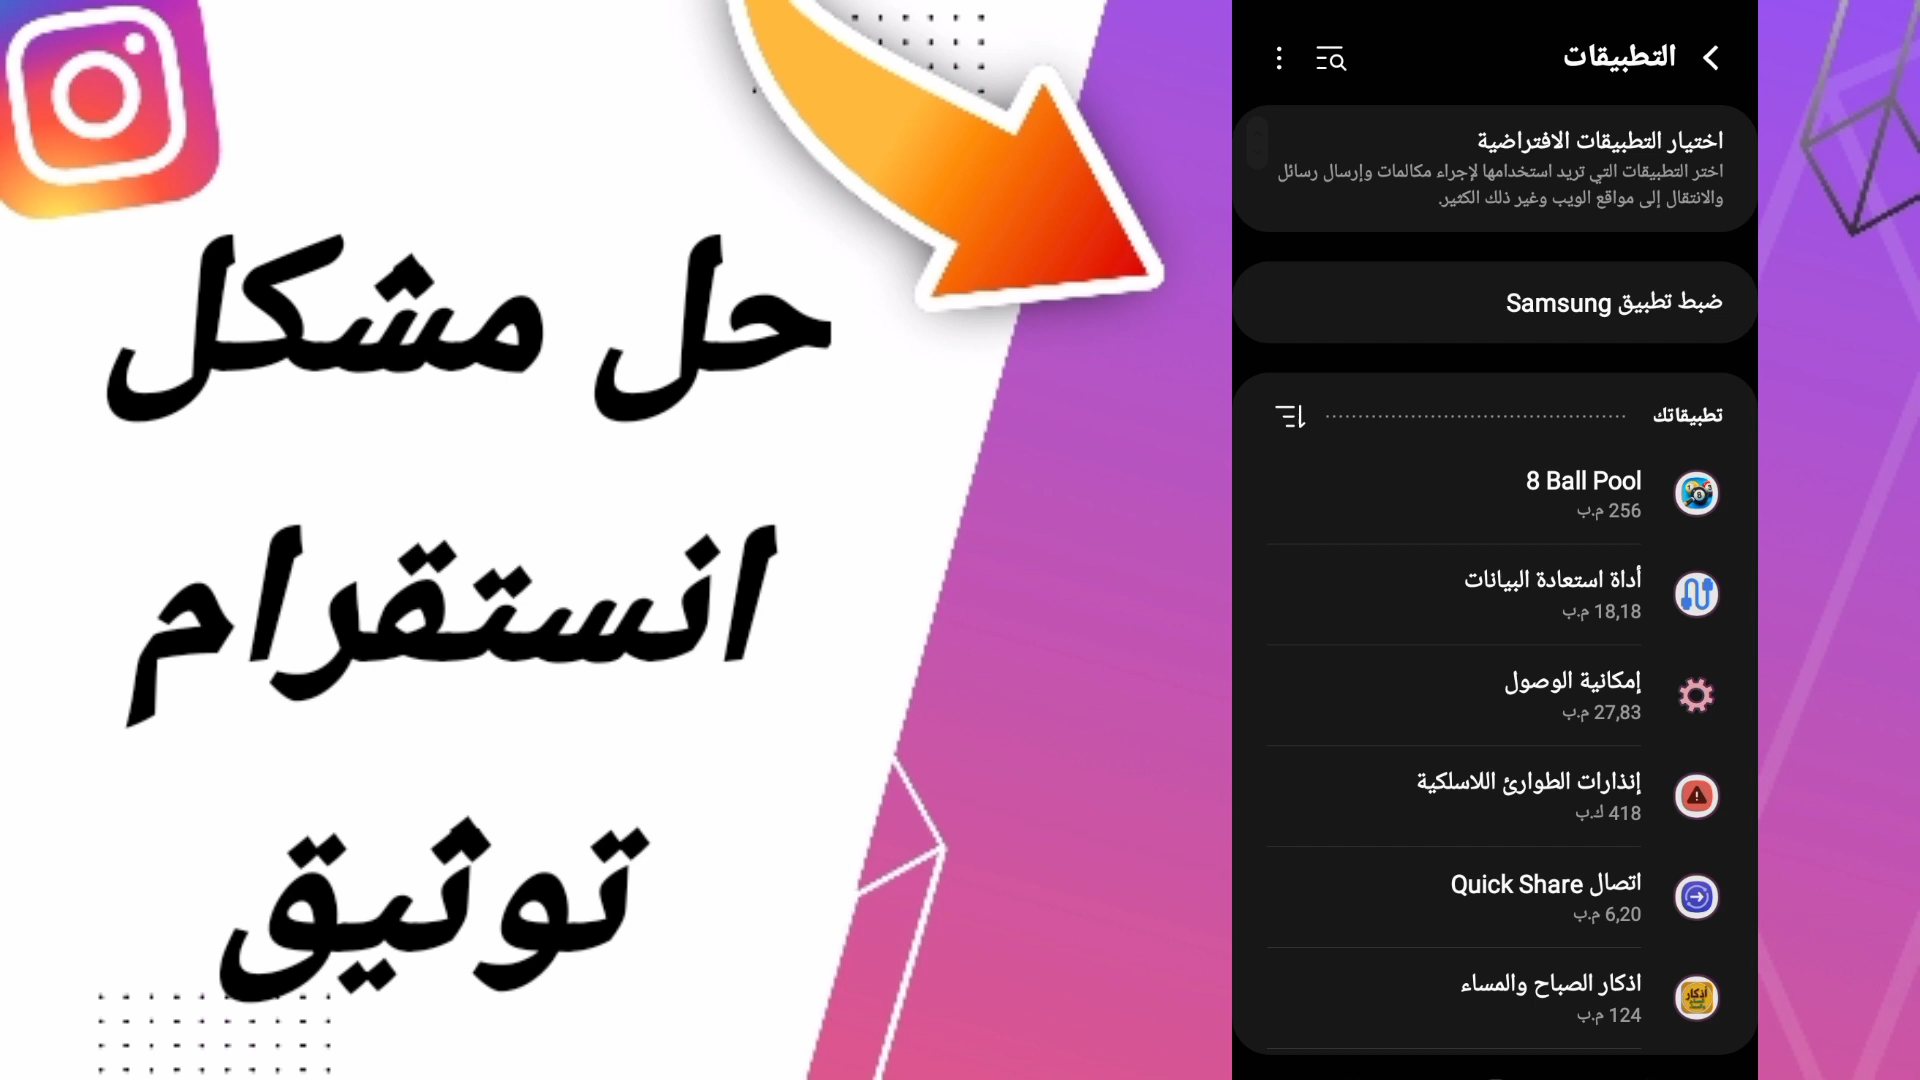 حل مشكل
انستقرام
توثيق
التطبيقات
اختيار التطبيقات الافتراضية
اختر التطبيقات التي تريد استخدامها لإجراء مكالمات وإرسال رسائل
والانتقال إلى مواقع الويب وغير ذلك الكثير.
ضبط تطبيق Samsung
تطبيقاتك
8 Ball Pool
256 م.ب
أداة استعادة البيانات
18,18 م.ب
إمكانية الوصول
27,83 م.ب
إنذارات الطوارئ اللاسلكية
418 ك.ب
اتصال Quick Share
6,20 م.ب
اذكار الصباح والمساء
124 م.ب